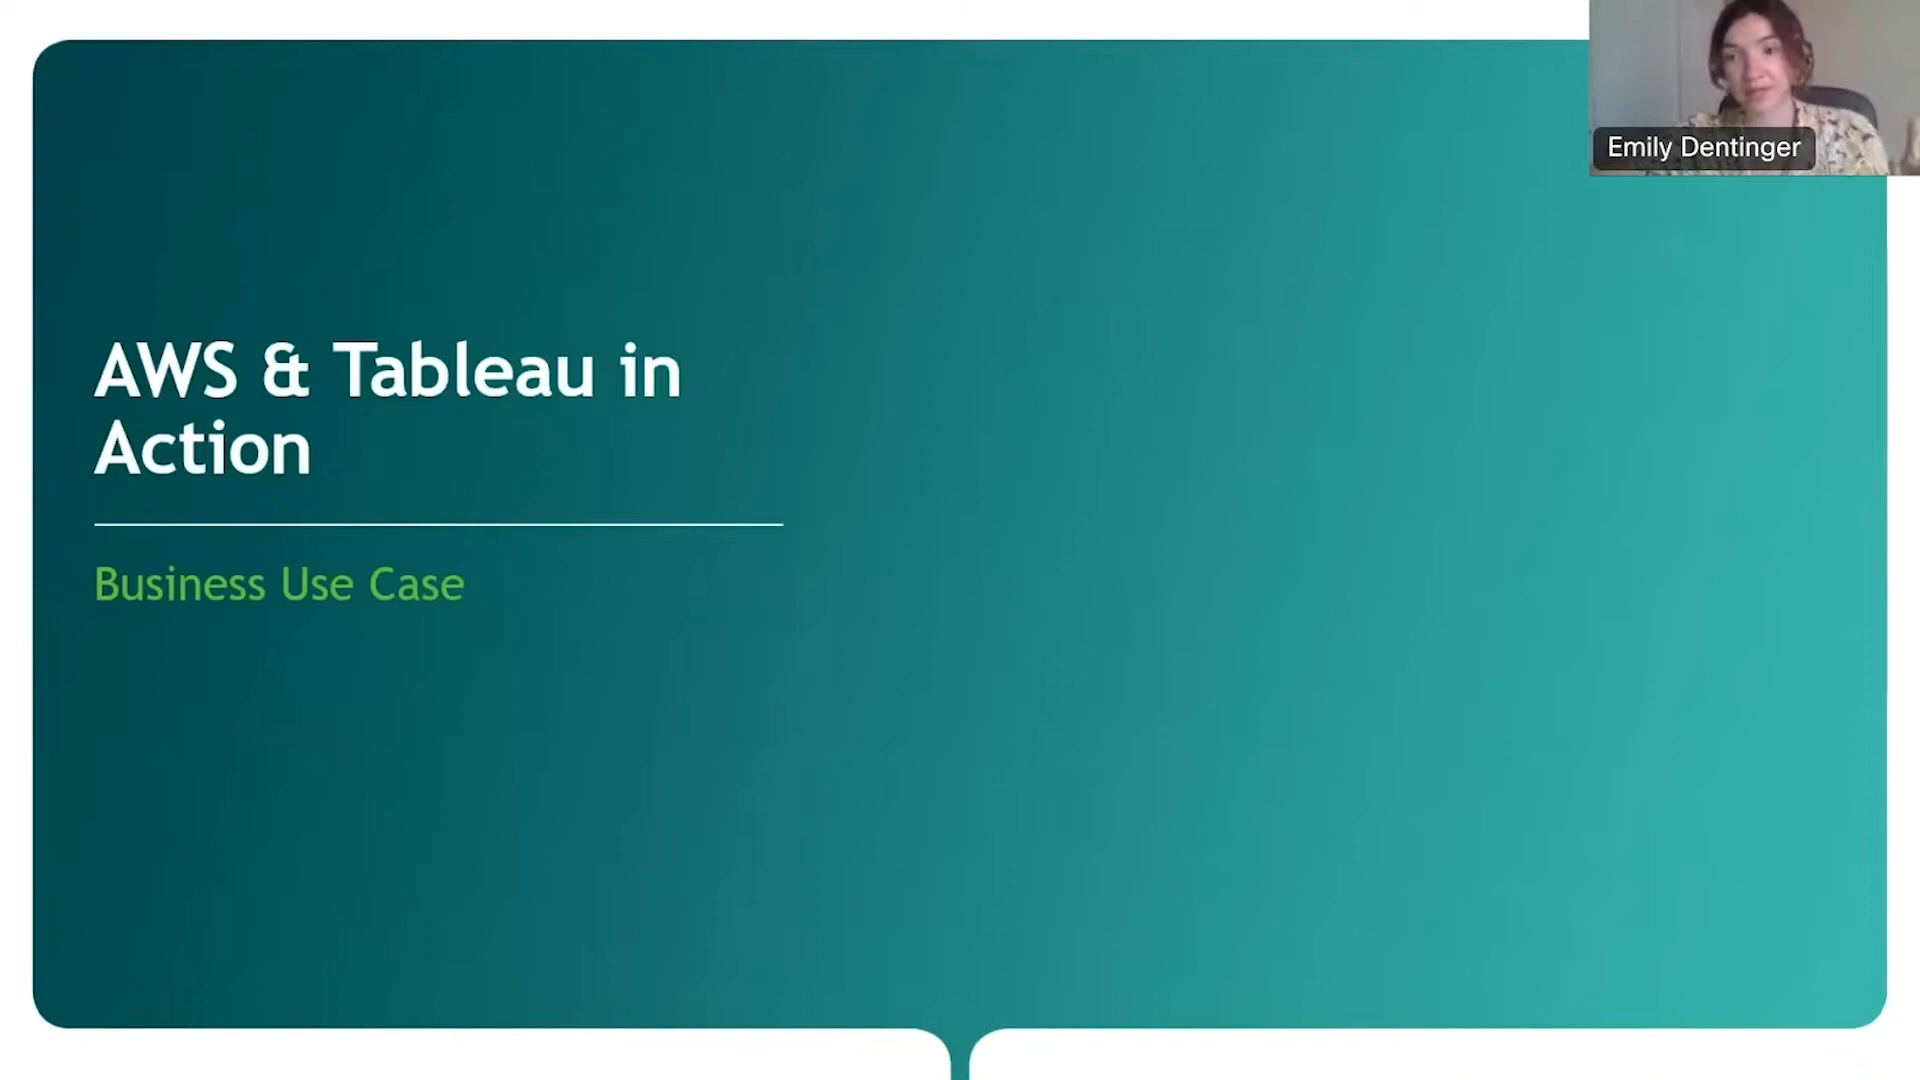 Emily Dentinger
AWS & Tableau in
Action
Business Use Case